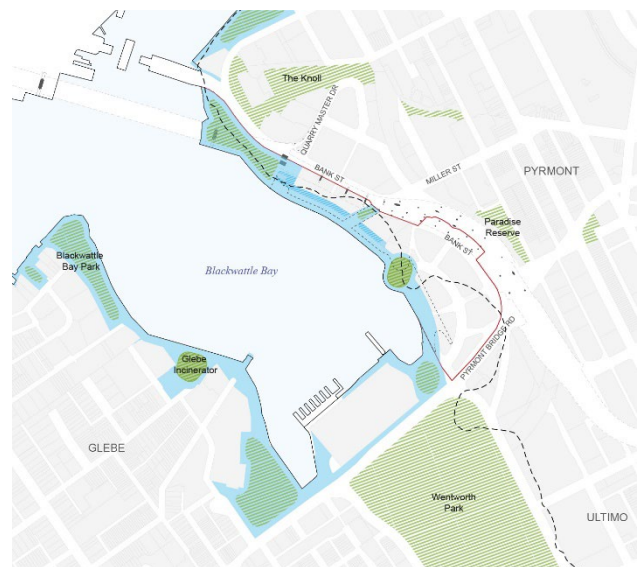 The Knoll
QUARRY MASTER DR
BANK ST
MILLER ST
PYRMONT
Paradise
Reserve
BANK ST
Blackwattle
Bay Park
Blackwattle Bay
Glebe
Incinerator
PYRMONT BRIDGE RD
GLEBE
Wentworth
Park
ULTIMO